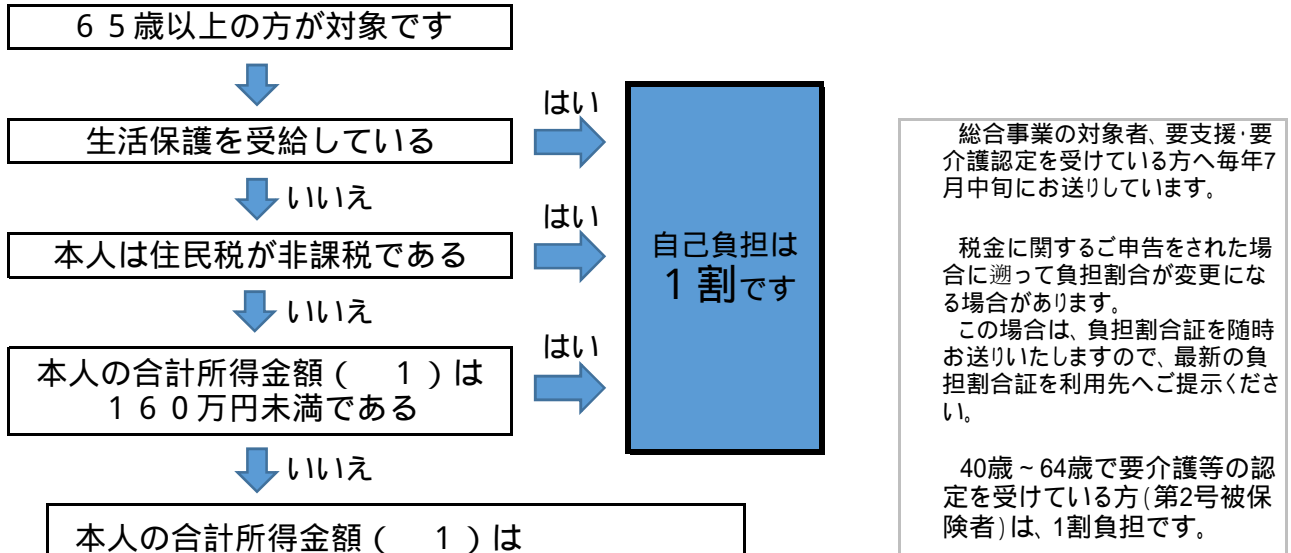 ６５歳以上の方が対象です
生活保護を受給している
はい
いいえ
本人は住民税が非課税である
はい
いいえ
本人の合計所得金額（　１）は
１６０万円未満である
はい
いいえ
本人の合計所得金額（　１）は
自己負担は
１割です
総合事業の対象者、要支援・要
介護認定を受けている方へ毎年7
月中旬にお送りしています。
税金に関するご申告をされた場
合に遡って負担割合が変更にな
る場合があります。
この場合は、負担割合証を随時
お送りいたしますので、最新の負
担割合証を利用先へご提示くださ
い。
40歳～64歳で要介護等の認
定を受けている方(第2号被保
険者)は、1割負担です。